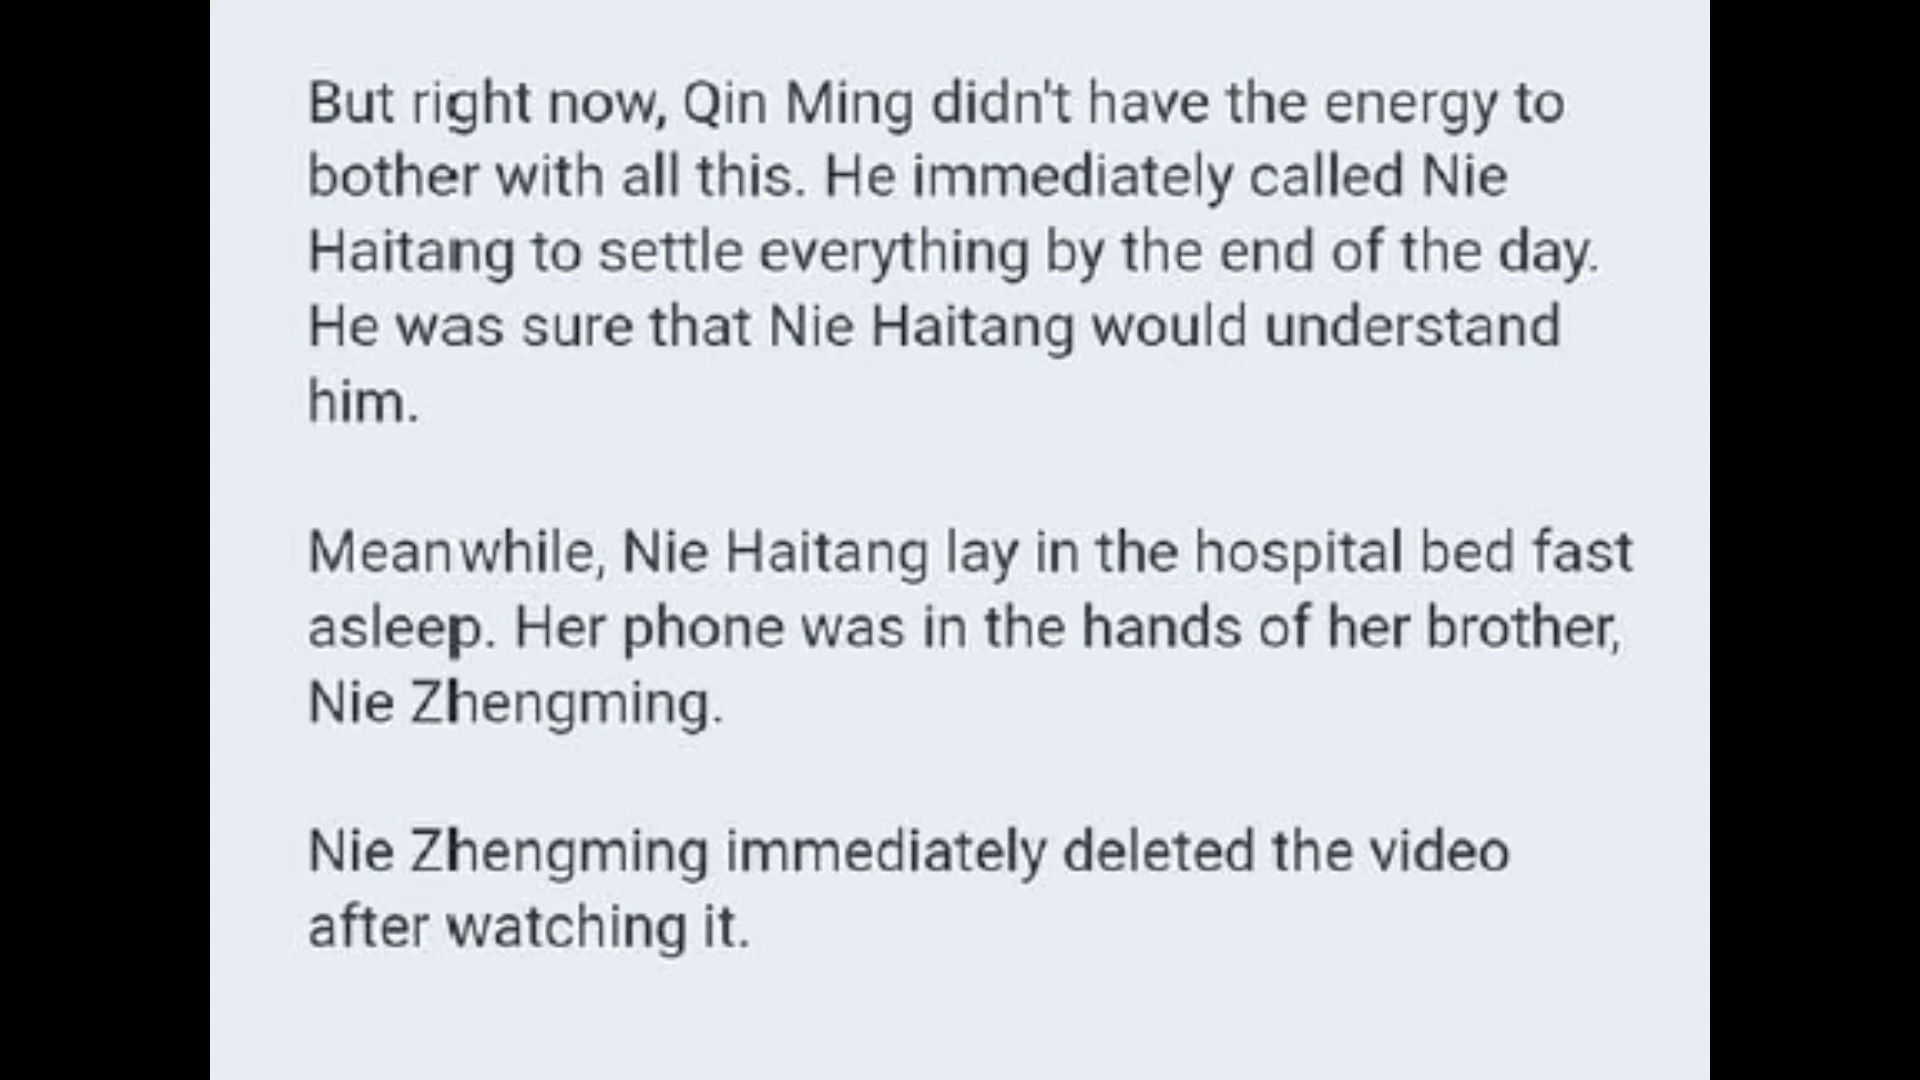 But right now, Qin Ming didn't have the energy to
bother with all this. He immediately called Nie
Haitang to settle everything by the end of the day.
He was sure that Nie Haitang would understand
him.
Meanwhile, Nie Haitang lay in the hospital bed fast
asleep. Her phone was in the hands of her brother,
Nie Zhengming.
Nie Zhengming immediately deleted the video
after watching it.